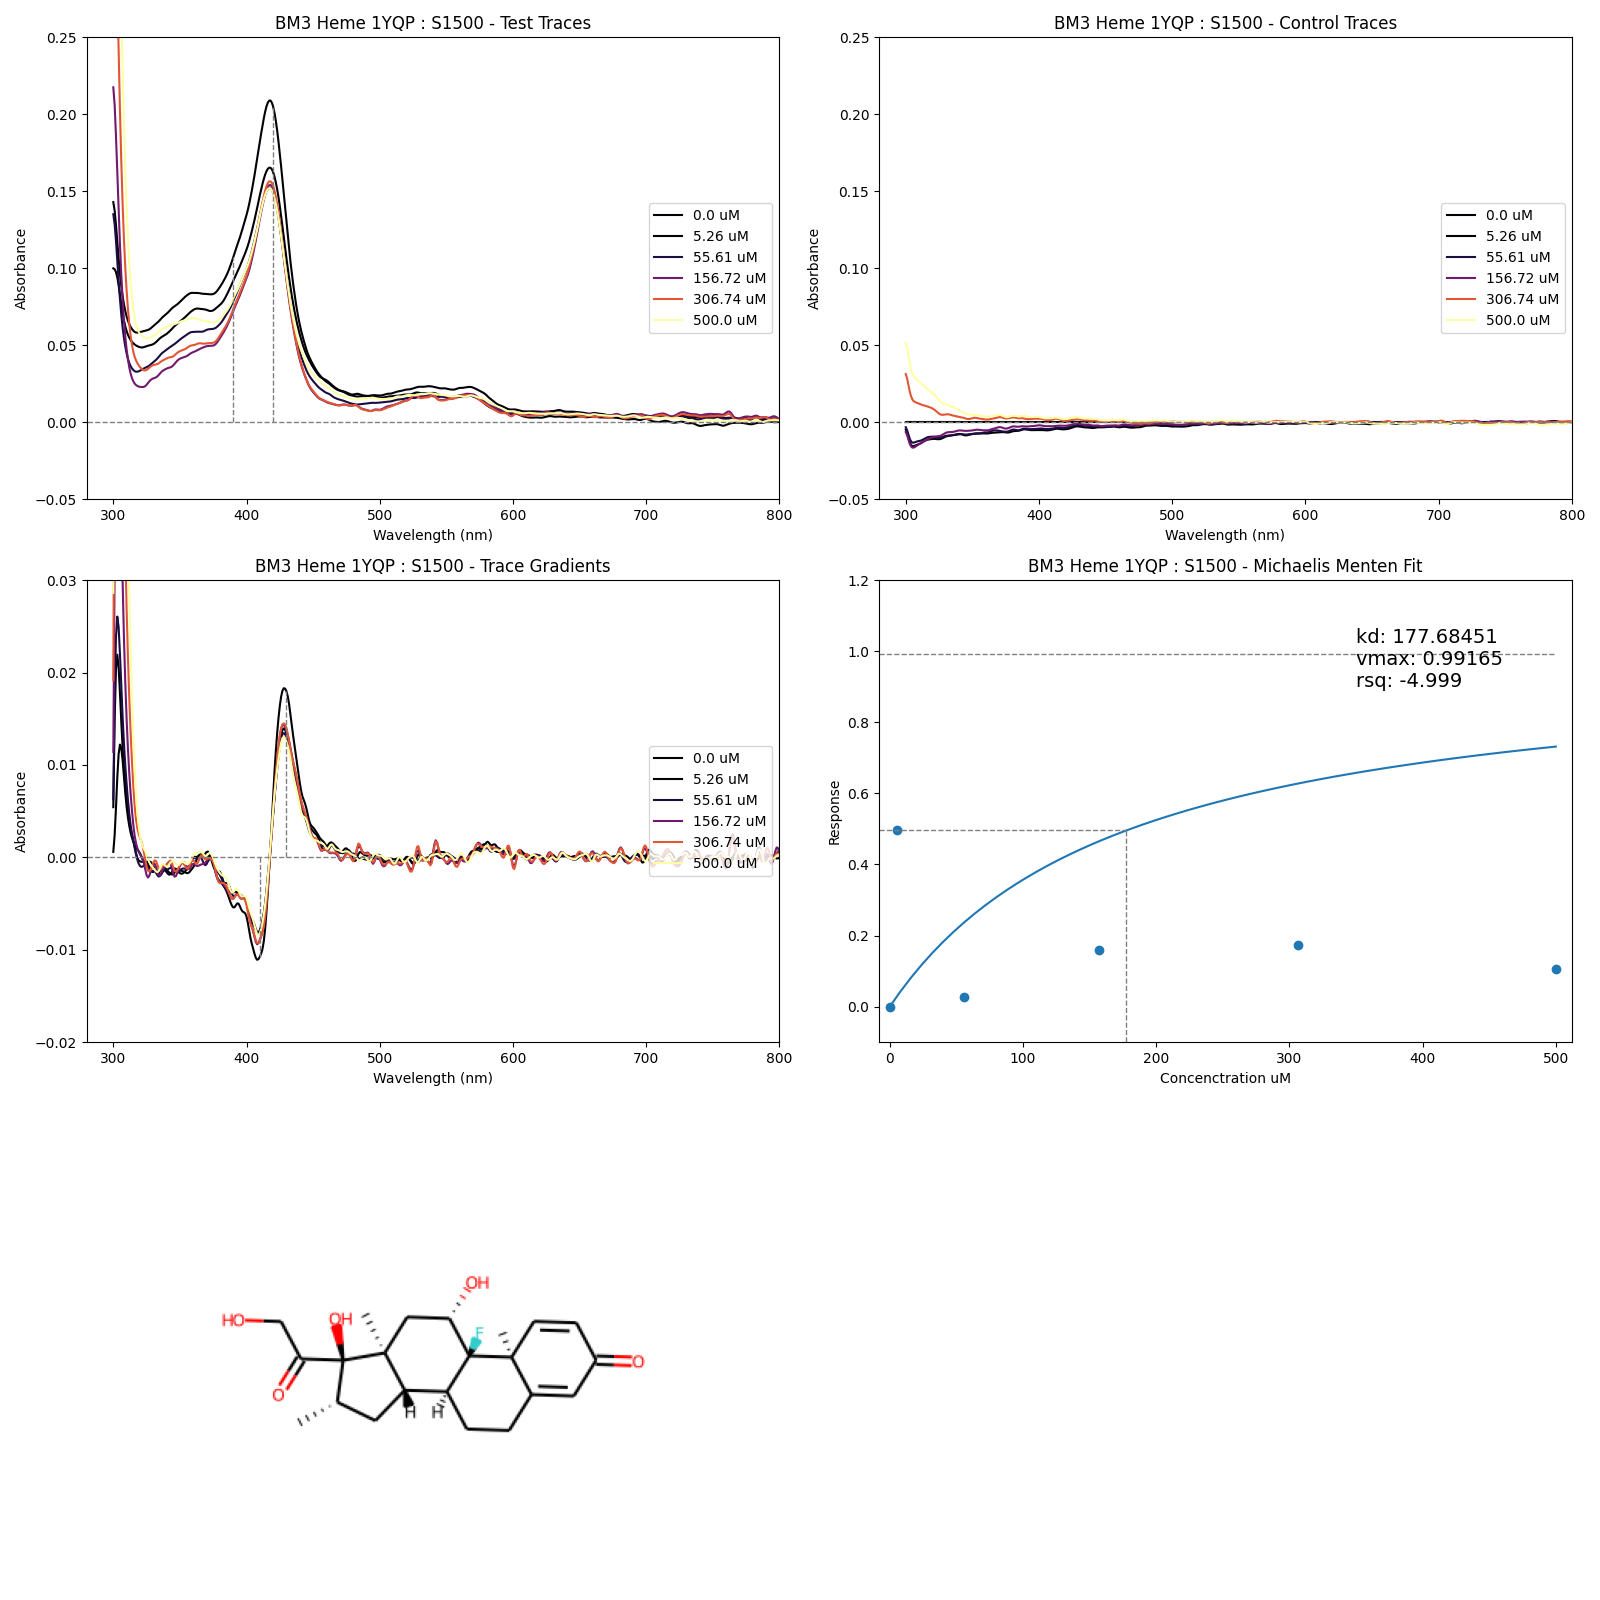 BM3 Heme 1YQP : S1500 - Test Traces
0.25
0.20
0.15
0.10
0.05
0.00
−0.05
Absorbance
300
400
500
600
700
800
Wavelength (nm)
0.0 uM
5.26 uM
55.61 uM
156.72 uM
306.74 uM
500.0 uM
BM3 Heme 1YQP : S1500 - Control Traces
0.25
0.20
0.15
0.10
0.05
0.00
−0.05
Absorbance
300
400
500
600
700
800
Wavelength (nm)
0.0 uM
5.26 uM
55.61 uM
156.72 uM
306.74 uM
500.0 uM
BM3 Heme 1YQP : S1500 - Trace Gradients
0.03
0.02
0.01
0.00
−0.01
−0.02
Absorbance
300
400
500
600
700
800
Wavelength (nm)
0.0 uM
5.26 uM
55.61 uM
156.72 uM
306.74 uM
500.0 uM
BM3 Heme 1YQP : S1500 - Michaelis Menten Fit
1.2
1.0
0.8
0.6
0.4
0.2
0.0
Response
0
100
200
300
400
500
Concenctration uM
kd: 177.68451
vmax: 0.99165
rsq: -4.999
OH
HO
OH
F
O
O
H
H